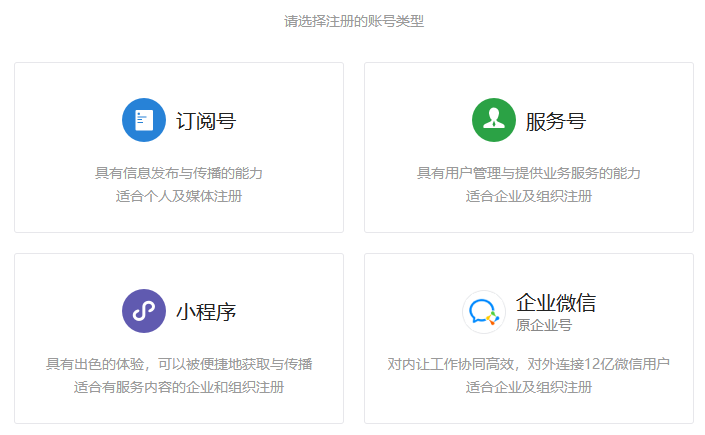 请选择注册的账号类型
订阅号
具有信息发布与传播的能力
适合个人及媒体注册
服务号
具有用户管理与提供业务服务的能力
适合企业及组织注册
小程序
具有出色的体验，可以被便捷地获取与传播
适合有服务内容的企业和组织注册
企业微信
原企业号
对内让工作协同高效，对外连接12亿微信用户
适合企业及组织注册